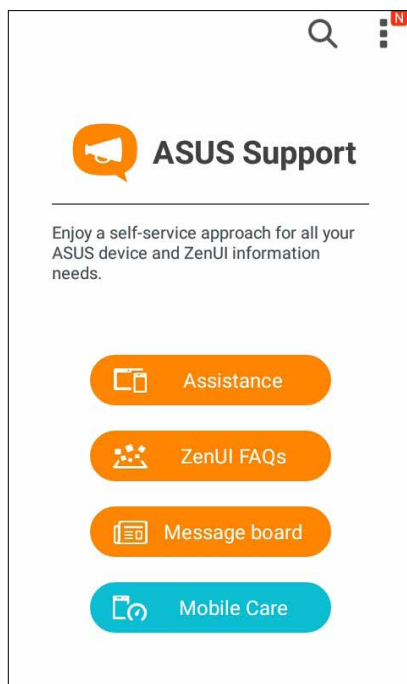 N
ASUS Support
Enjoy a self-service approach for all your
ASUS device and ZenUI information
needs.
Assistance
ZenUI FAQs
Message board
Mobile Care